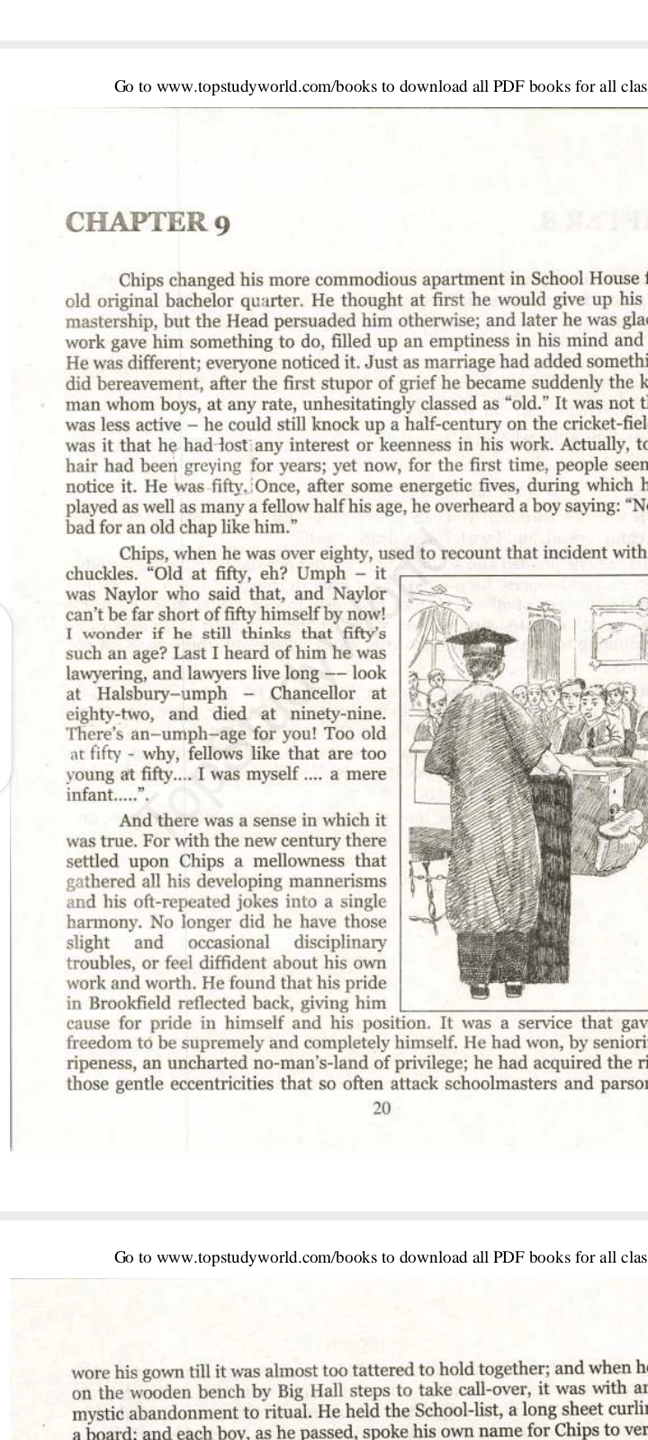 Go to www.topstudyworld.com/books to download all PDF books for all clas
CHAPTER 9
Chips changed his more commodious apartment in School House f
old original bachelor quarter. He thought at first he would give up his
mastership, but the Head persuaded him otherwise; and later he was gla
work gave him something to do, filled up an emptiness in his mind and
He was different; everyone noticed it. Just as marriage had added somethi
did bereavement, after the first stupor of grief he became suddenly the k
man whom boys, at any rate, unhesitatingly classed as “old.” It was not t
was less active – he could still knock up a half-century on the cricket-fiel
was it that he had lost any interest or keenness in his work. Actually, to
hair had been greying for years; yet now, for the first time, people seem
notice it. He was fifty. Once, after some energetic fives, during which h
played as well as many a fellow half his age, he overheard a boy saying: “N
bad for an old chap like him.”
Chips, when he was over eighty, used to recount that incident with
chuckles. “Old at fifty, eh? Umph – it
was Naylor who said that, and Naylor
can’t be far short of fifty himself by now!
I wonder if he still thinks that fifty’s
such an age? Last I heard of him he was
lawyering, and lawyers live long –– look
at Halsbury–umph – Chancellor at
eighty-two, and died at ninety-nine.
There’s an–umph–age for you! Too old
at fifty - why, fellows like that are too
young at fifty.... I was myself .... a mere
infant.....”.
And there was a sense in which it
was true. For with the new century there
settled upon Chips a mellowness that
gathered all his developing mannerisms
and his oft-repeated jokes into a single
harmony. No longer did he have those
slight and occasional disciplinary
troubles, or feel diffident about his own
work and worth. He found that his pride
in Brookfield reflected back, giving him
cause for pride in himself and his position. It was a service that gav
freedom to be supremely and completely himself. He had won, by seniori
ripeness, an uncharted no-man’s-land of privilege; he had acquired the ri
those gentle eccentricities that so often attack schoolmasters and parso
20
Go to www.topstudyworld.com/books to download all PDF books for all clas
wore his gown till it was almost too tattered to hold together; and when h
on the wooden bench by Big Hall steps to take call-over, it was with a
mystic abandonment to ritual. He held the School-list, a long sheet curli
a board; and each boy, as he passed, spoke his own name for Chips to ver